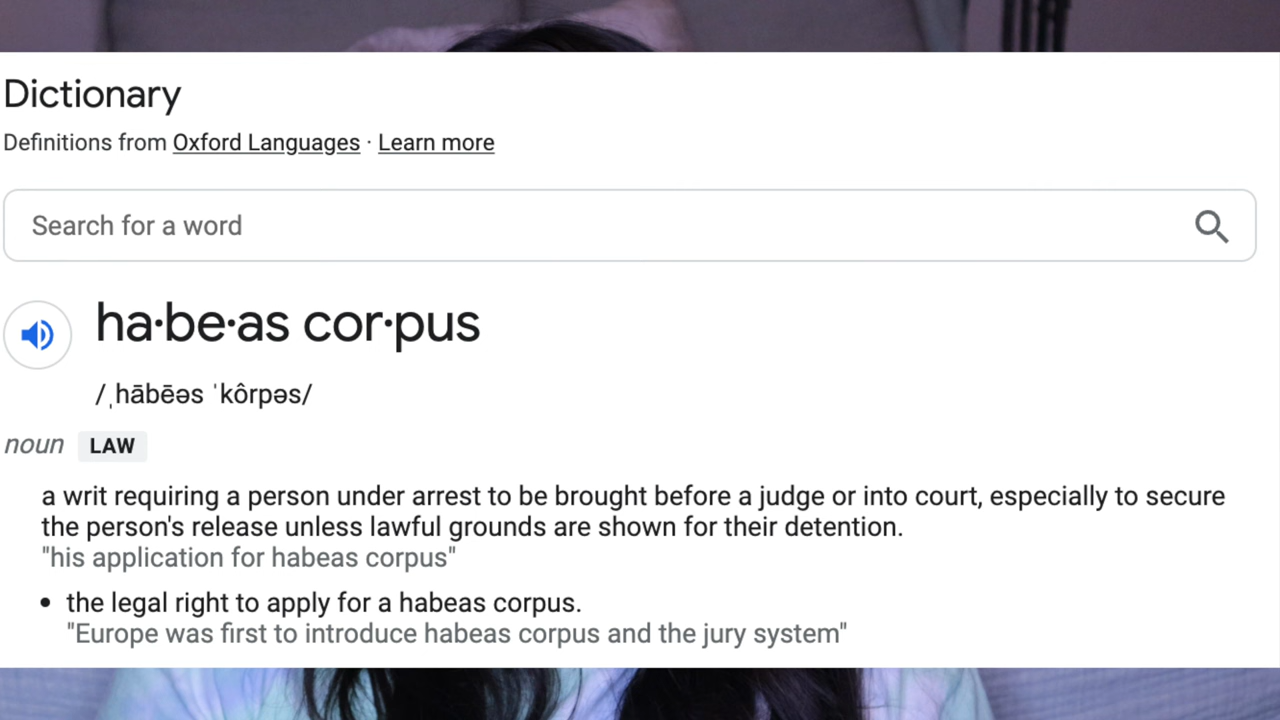 Dictionary
Definitions from Oxford Languages · Learn more
Search for a word
ha·be·as cor·pus
/ˌhābēəs ˈkôrpəs/
noun LAW
a writ requiring a person under arrest to be brought before a judge or into court, especially to secure
the person's release unless lawful grounds are shown for their detention.
"his application for habeas corpus"
• the legal right to apply for a habeas corpus.
"Europe was first to introduce habeas corpus and the jury system"